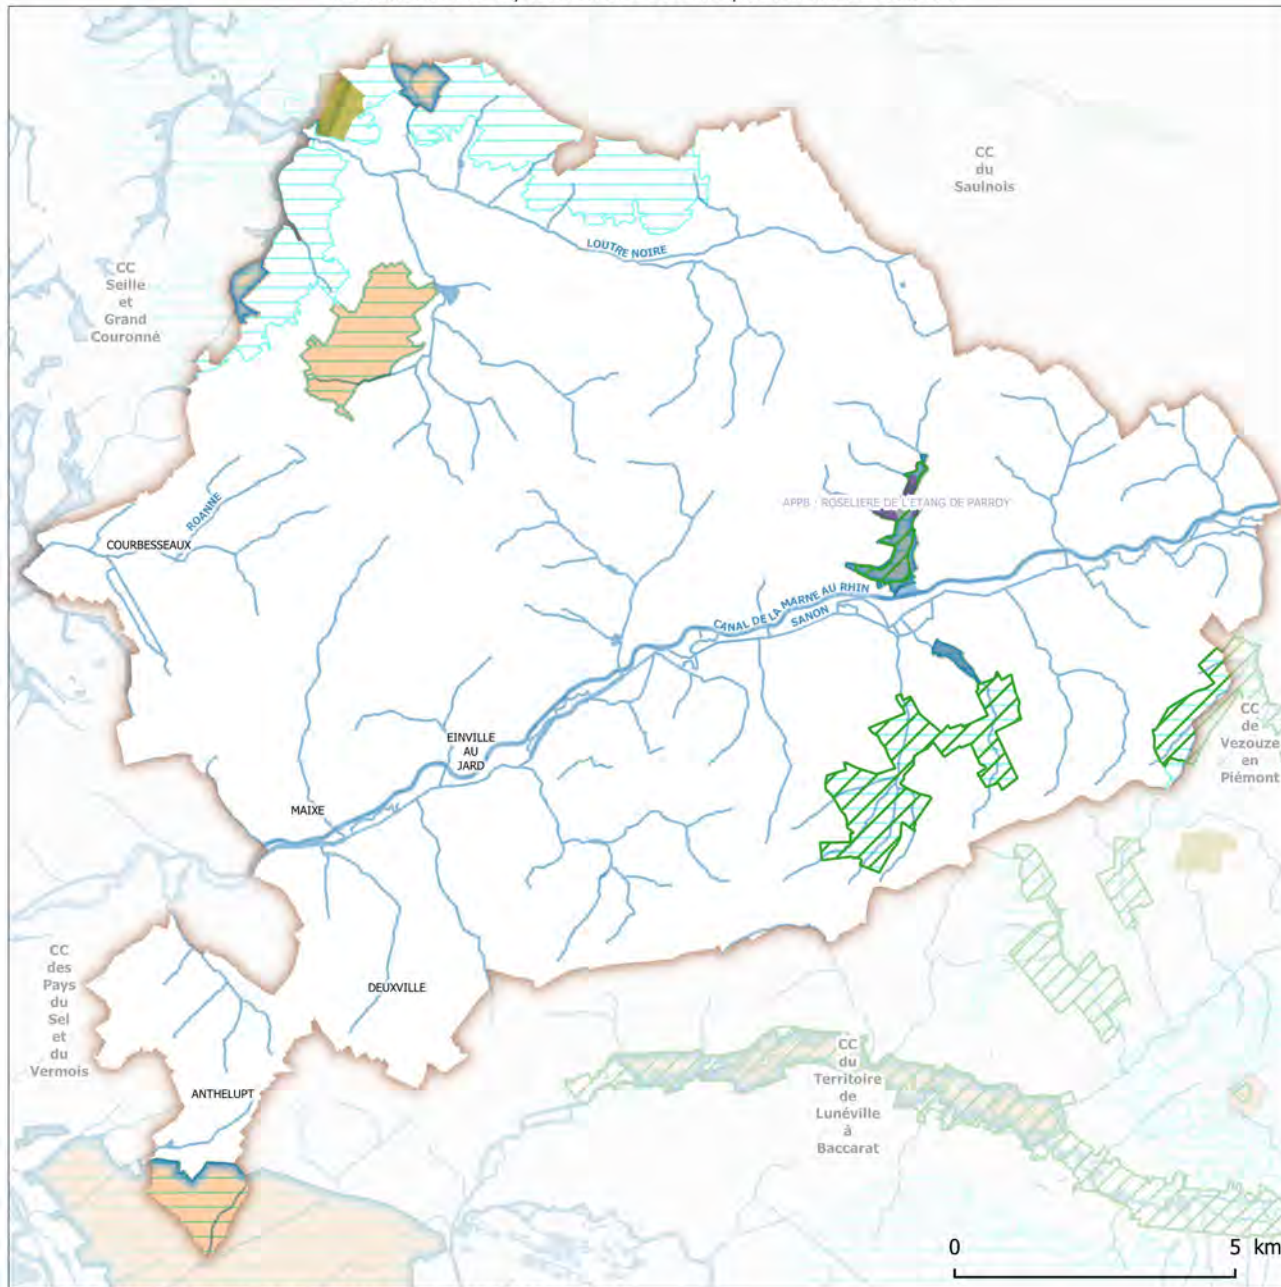 CC
du
Saulnois
LOUTRE NOIRE
CC
Seille
et
Grand
Couronné
ROANNE
COURBESSEAUX
APPB : ROSELIERE DE L'ETANG DE PARROY
CANAL DE LA MARNE AU RHIN
SANON
EINVILLE
AU
JARD
CC
de
Vezouze
en
Piémont
MAIXE
CC
des
Pays
du
Sel
et
du
Vermois
DEUXVILLE
CC
du
Territoire
de
Lunéville
à
Baccarat
ANTHELUPT
0 5 km